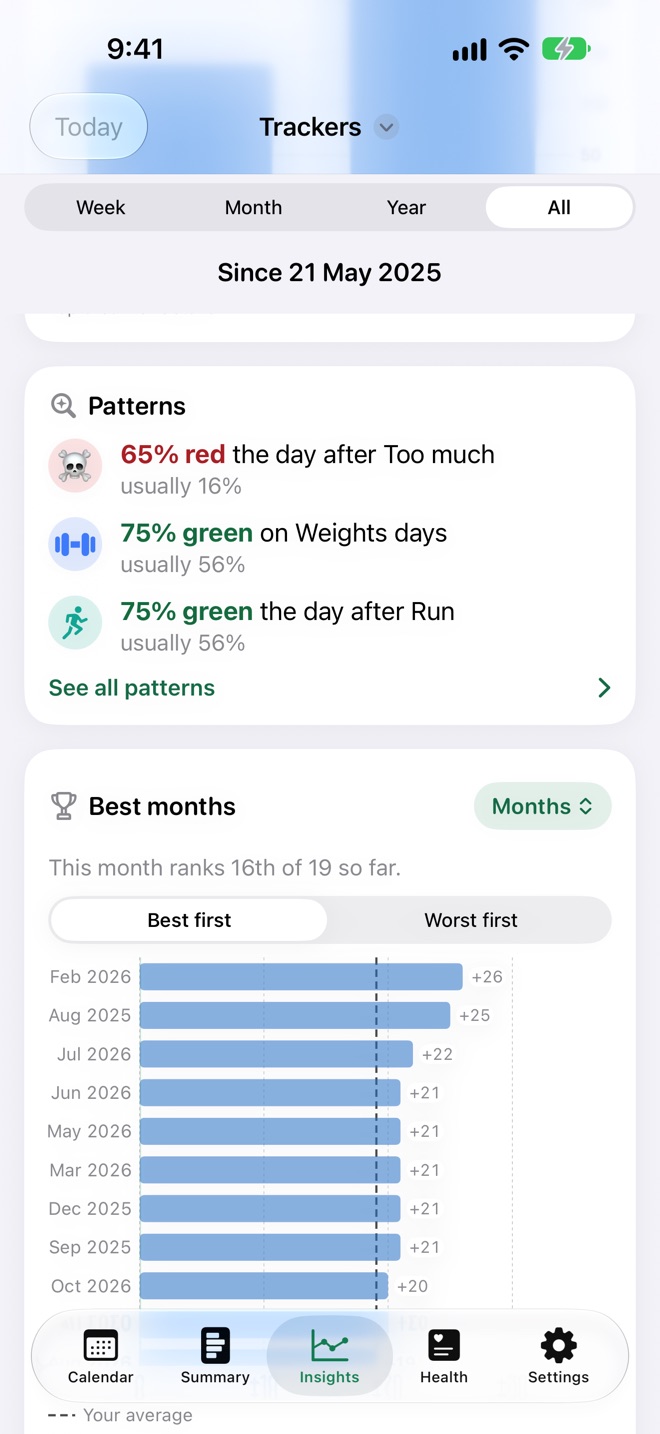 9:41
Today
Trackers
Week
Month
Year
All
Since 21 May 2025
Patterns
65% red the day after Too much
usually 16%
75% green on Weights days
usually 56%
75% green the day after Run
usually 56%
See all patterns
Best months
Months
This month ranks 16th of 19 so far.
Best first
Worst first
Feb 2026 +26
Aug 2025 +25
Jul 2026 +22
Jun 2026 +21
May 2026 +21
Mar 2026 +21
Dec 2025 +21
Sep 2025 +21
Oct 2026 +20
Calendar
Summary
Insights
Health
Settings
Your average